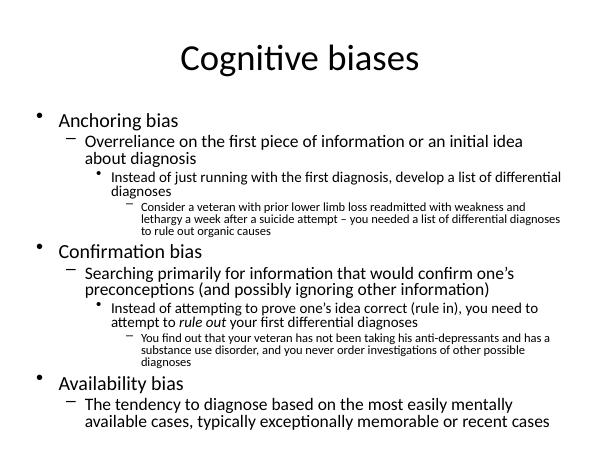 Cognitive biases
• Anchoring bias
– Overreliance on the first piece of information or an initial idea
about diagnosis
• Instead of just running with the first diagnosis, develop a list of differential
diagnoses
– Consider a veteran with prior lower limb loss readmitted with weakness and
lethargy a week after a suicide attempt – you needed a list of differential diagnoses
to rule out organic causes
• Confirmation bias
– Searching primarily for information that would confirm one's
preconceptions (and possibly ignoring other information)
• Instead of attempting to prove one's idea correct (rule in), you need to
attempt to rule out your first differential diagnoses
– You find out that your veteran has not been taking his anti-depressants and has a
substance use disorder, and you never order investigations of other possible
diagnoses
• Availability bias
– The tendency to diagnose based on the most easily mentally
available cases, typically exceptionally memorable or recent cases